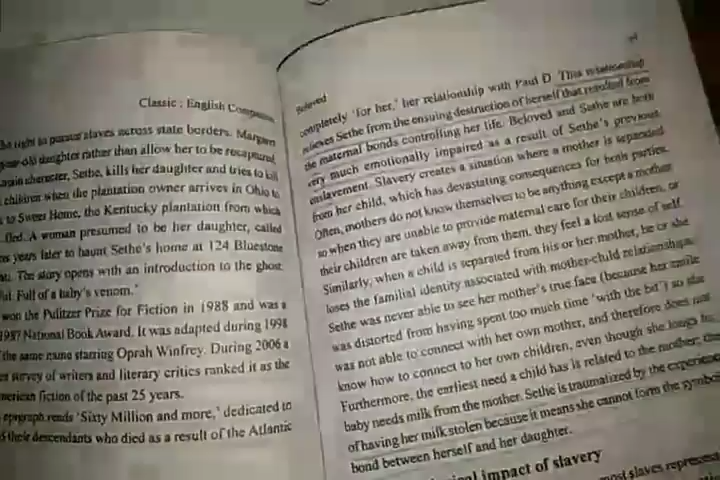 Classic : English
to pursue slaves across state borders. Margaret
daughter rather than allow her to be recaptured
character, Sethe, kills her daughter and tries to kill
children when the plantation owner arrives in Ohio to
to Sweet Home, the Kentucky plantation from which
fled. A woman presumed to be her daughter, called
years later to haunt Sethe's home at 124 Bluestone
The story opens with an introduction to the ghost:
Full of a baby's venom.'
won the Pulitzer Prize for Fiction in 1988 and was a
1987 National Book Award. It was adapted during 1998
the same name starring Oprah Winfrey. During 2006 a
survey of writers and literary critics ranked it as the
American fiction of the past 25 years.
epigraph reads 'Sixty Million and more,' dedicated to
their descendants who died as a result of the Atlantic
Beloved
completely 'for her,' her relationship with Paul D. This relationship
relieves Sethe from the ensuing destruction of herself that resulted from
the maternal bonds controlling her life. Beloved and Sethe are both
very much emotionally impaired as a result of Sethe's previous
enslavement. Slavery creates a situation where a mother is separated
from her child, which has devastating consequences for both parties.
Often, mothers do not know themselves to be anything except a mother
so when they are unable to provide maternal care for their children, or
their children are taken away from them, they feel a lost sense of self.
Similarly, when a child is separated from his or her mother, he or she
loses the familial identity associated with mother-child relationships.
Sethe was never able to see her mother's true face (because her smile
was distorted from having spent too much time 'with the bit') so she
was not able to connect with her own mother, and therefore does not
know how to connect to her own children, even though she longs to.
Furthermore, the earliest need a child has is related to the mother: the
baby needs milk from the mother. Sethe is traumatized by the experience
of having her milk stolen because it means she cannot form the symbolic
bond between herself and her daughter.
impact of slavery
most slaves